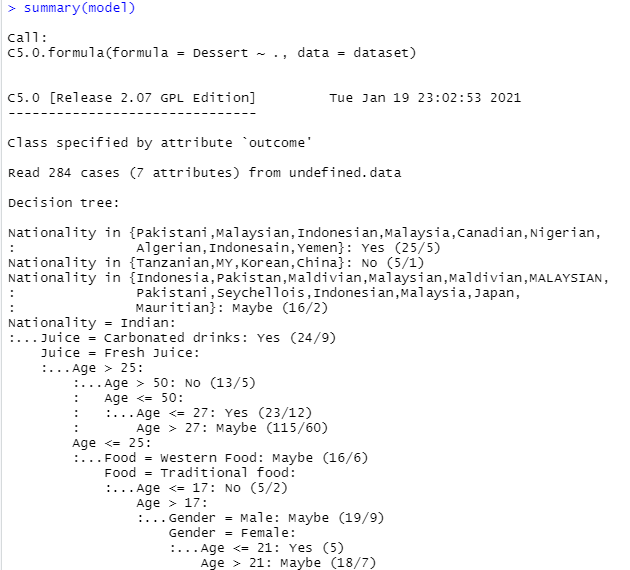 > summary(model)
Call:
C5.0.formula(formula = Dessert ~ ., data = dataset)
C5.0 [Release 2.07 GPL Edition]         Tue Jan 19 23:02:53 2021
-------------------------------
Class specified by attribute `outcome'
Read 284 cases (7 attributes) from undefined.data
Decision tree:
Nationality in {Pakistani,Malaysian,Indonesian,Malaysia,Canadian,Nigerian,
:               Algerian,Indonesain,Yemen}: Yes (25/5)
Nationality in {Tanzanian,MY,Korean,China}: No (5/1)
Nationality in {Indonesia,Pakistan,Maldivian,Malaysian,Maldivian,MALAYSIAN,
:               Pakistani,Seychellois,Indonesian,Malaysia,Japan,
:               Mauritian}: Maybe (16/2)
Nationality = Indian:
:...Juice = Carbonated drinks: Yes (24/9)
    Juice = Fresh Juice:
    :...Age > 25:
        :...Age > 50: No (13/5)
        :   Age <= 50:
        :   :...Age <= 27: Yes (23/12)
        :       Age > 27: Maybe (115/60)
        Age <= 25:
        :...Food = Western Food: Maybe (16/6)
            Food = Traditional food:
            :...Age <= 17: No (5/2)
                Age > 17:
                :...Gender = Male: Maybe (19/9)
                    Gender = Female:
                    :...Age <= 21: Yes (5)
                        Age > 21: Maybe (18/7)